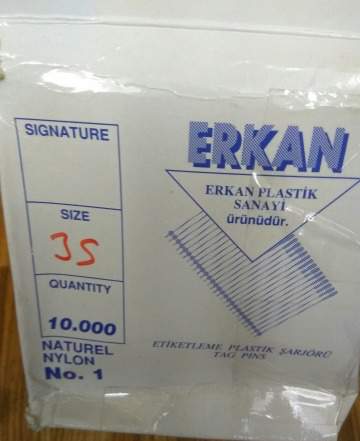 SIGNATURE
SIZE
35
QUANTITY
10.000
NATUREL
NYLON
No. 1
ERKAN
ERKAN PLASTİK
SANAYİ
ürünüdür.
ETİKETLEME PLASTİK ŞARJÖRÜ
TAG PINS